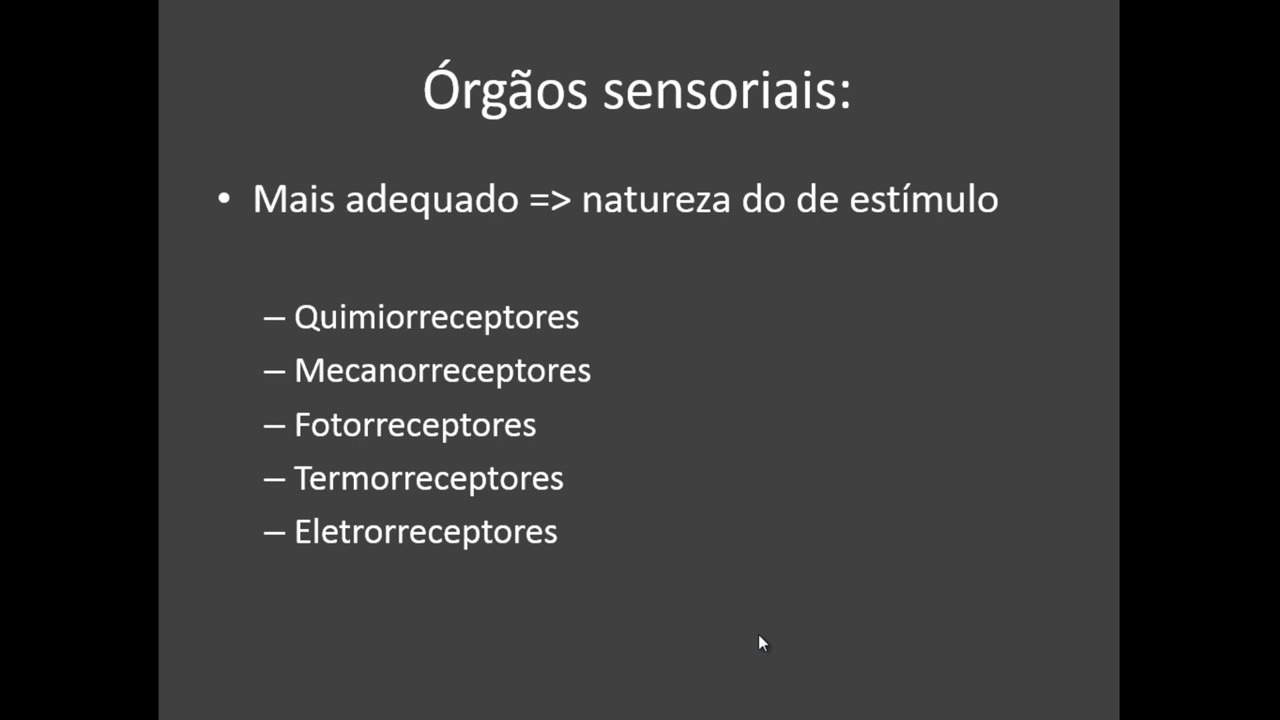 Órgãos sensoriais:
• Mais adequado => natureza do de estímulo
– Quimiorreceptores
– Mecanorreceptores
– Fotorreceptores
– Termorreceptores
– Eletrorreceptores